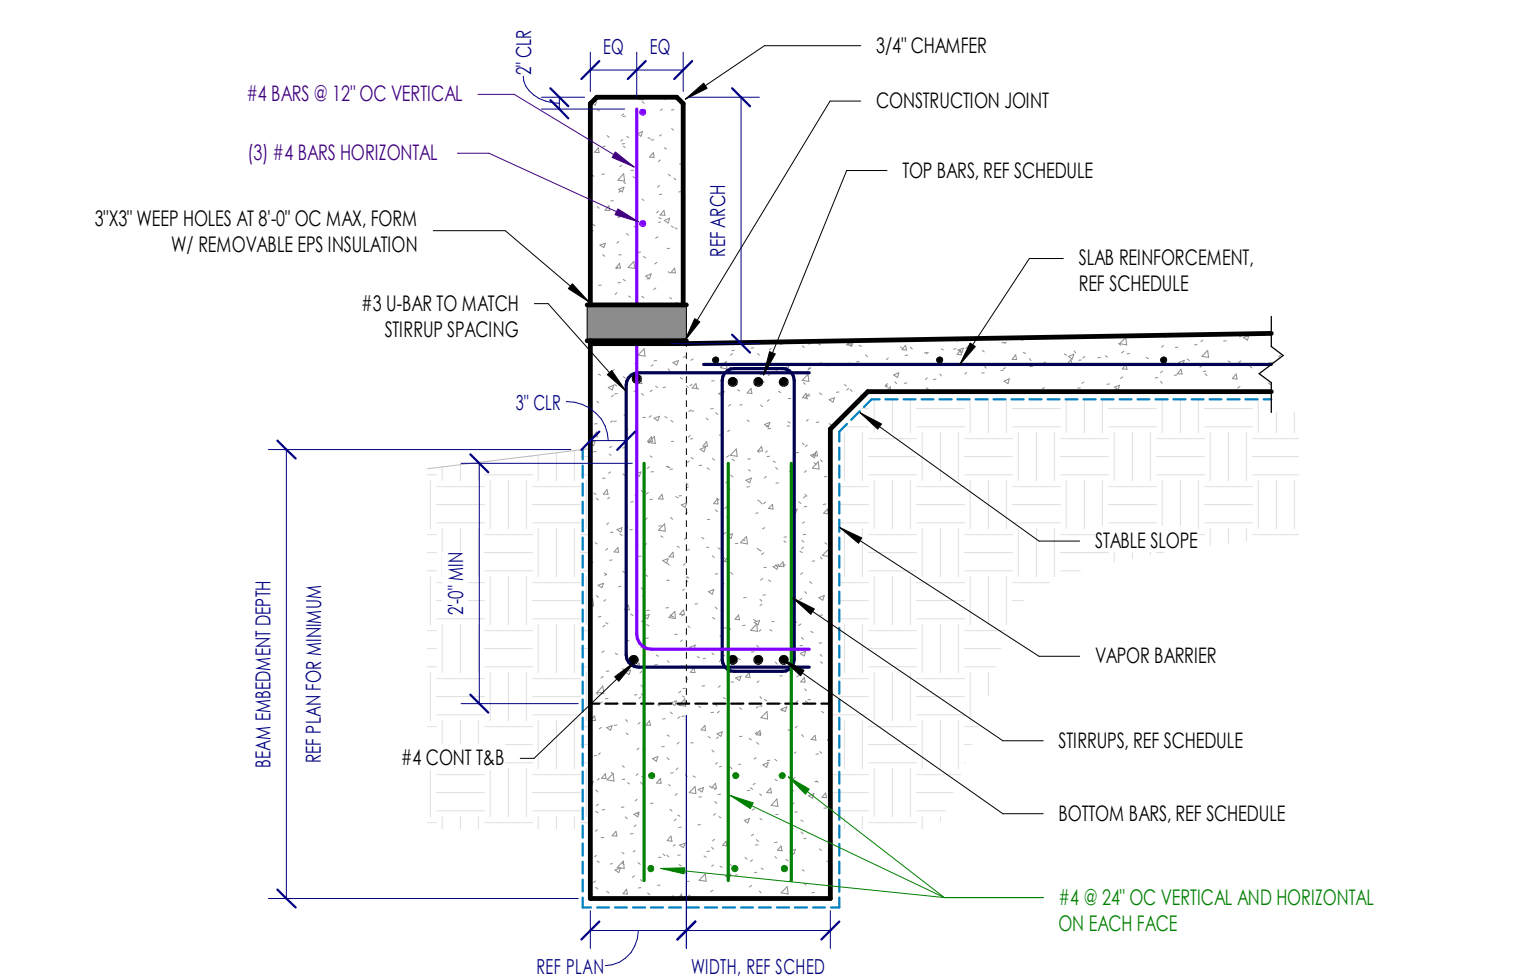 2" CLR
EQ
EQ
3/4" CHAMFER
#4 BARS @ 12" OC VERTICAL
CONSTRUCTION JOINT
(3) #4 BARS HORIZONTAL
TOP BARS, REF SCHEDULE
3"X3" WEEP HOLES AT 8'-0" OC MAX, FORM
W/ REMOVABLE EPS INSULATION
REF ARCH
SLAB REINFORCEMENT,
REF SCHEDULE
#3 U-BAR TO MATCH
STIRRUP SPACING
3" CLR
STABLE SLOPE
2'-0" MIN
BEAM EMBEDMENT DEPTH
REF PLAN FOR MINIMUM
VAPOR BARRIER
STIRRUPS, REF SCHEDULE
#4 CONT T&B
BOTTOM BARS, REF SCHEDULE
#4 @ 24" OC VERTICAL AND HORIZONTAL
ON EACH FACE
REF PLAN
WIDTH, REF SCHED